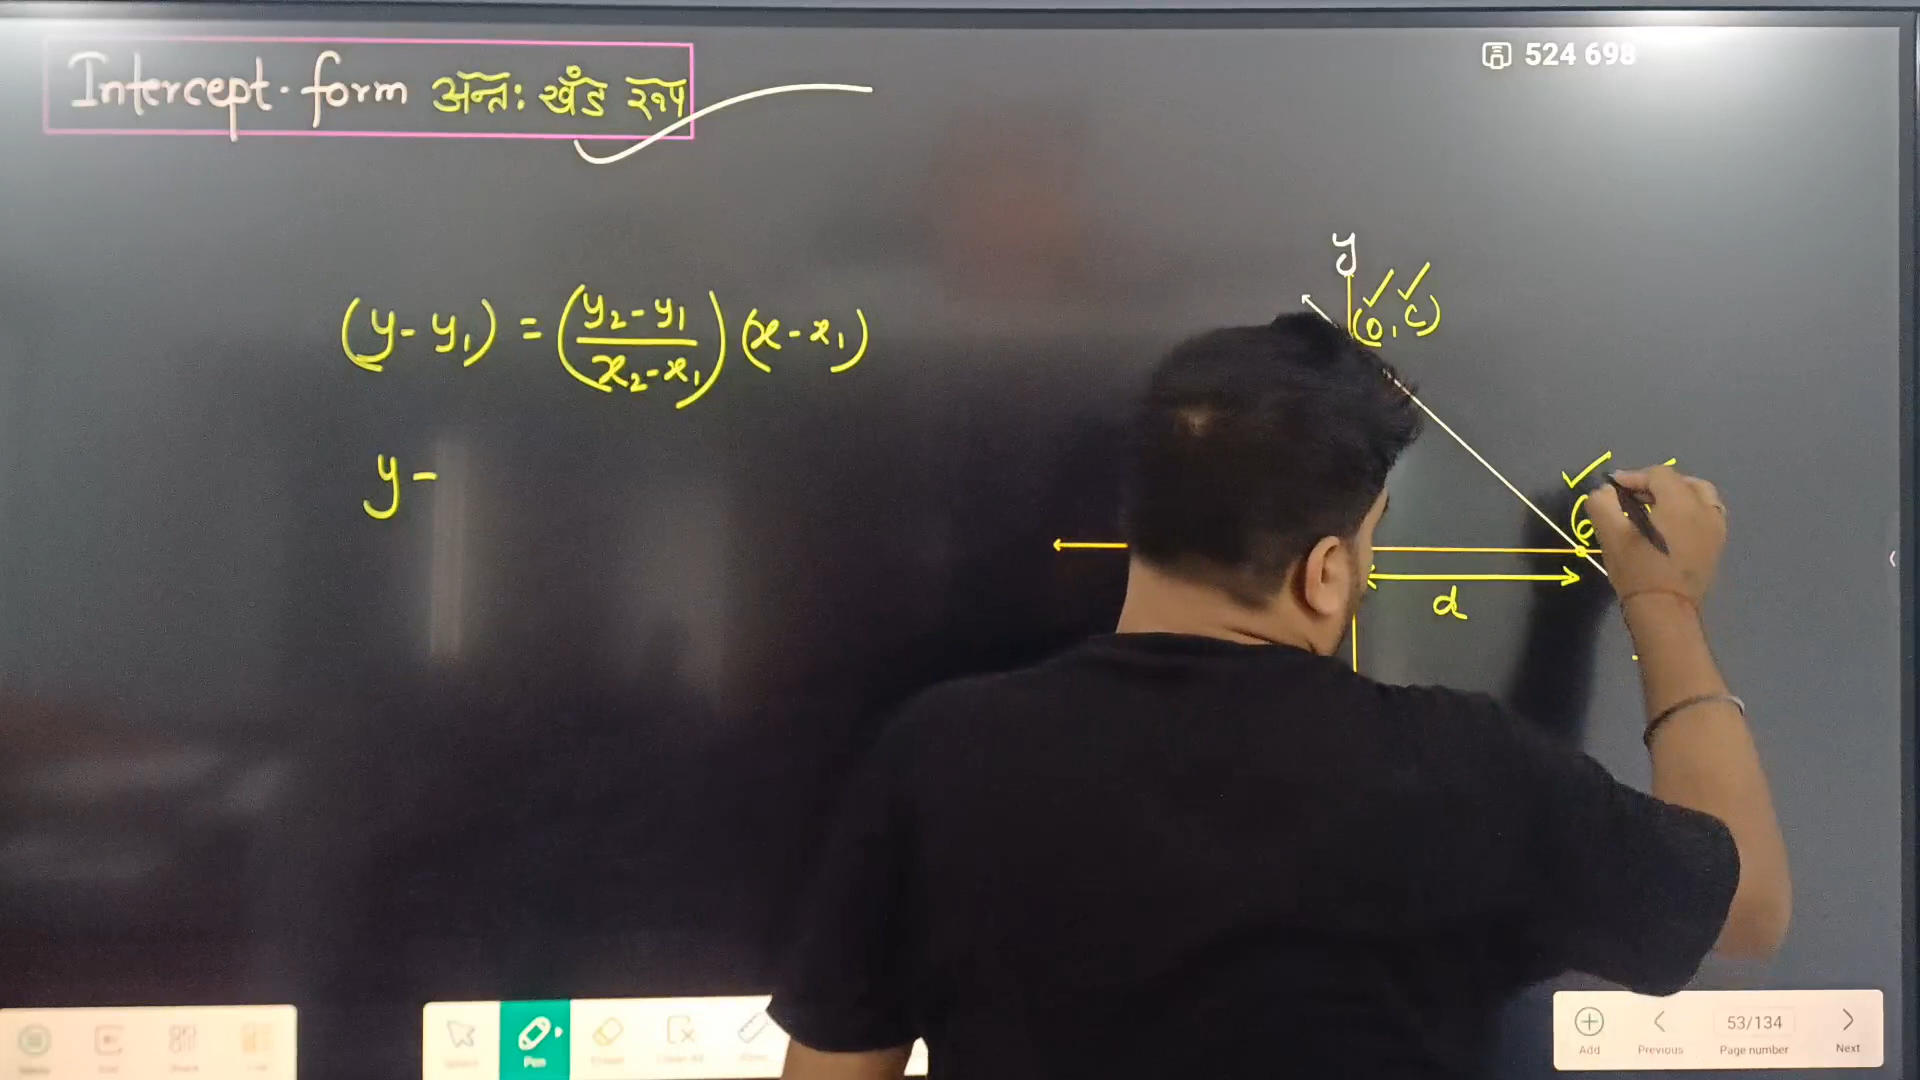 Intercept-form अन्तः खंड रूप
524 698
y
(0, c)
(y - y₁) = (y₂ - y₁ / x₂ - x₁) (x - x₁)
y -
d
Pen
53/134
Add Previous Page number Next